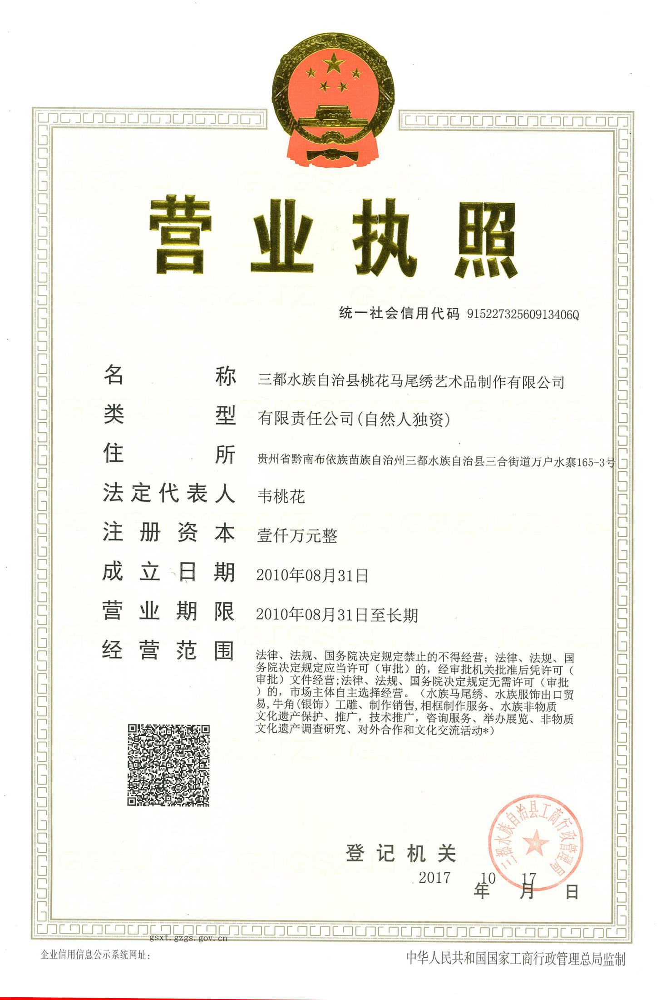 营业执照
统一社会信用代码 91522732560913406Q
名称 三都水族自治县桃花马尾绣艺术品制作有限公司
类型 有限责任公司(自然人独资)
住所 贵州省黔南布依族苗族自治州三都水族自治县三合街道万户水寨165-3号
法定代表人 韦桃花
注册资本 壹仟万元整
成立日期 2010年08月31日
营业期限 2010年08月31日至长期
经营范围 法律、法规、国务院决定规定禁止的不得经营；法律、法规、国
务院决定规定应当许可（审批）的，经审批机关批准后凭许可（
审批）文件经营;法律、法规、国务院决定规定无需许可（审批
）的，市场主体自主选择经营。（水族马尾绣、水族服饰出口贸
易,牛角(银饰）工雕、制作销售,相框制作服务、水族非物质
文化遗产保护、推广，技术推广，咨询服务、举办展览、非物质
文化遗产调查研究、对外合作和文化交流活动*）
三都水族自治县工商行政管理局
登记机关
2017年10月17日
gsxt.gzgs.gov.cn
企业信用信息公示系统网址：
中华人民共和国国家工商行政管理总局监制